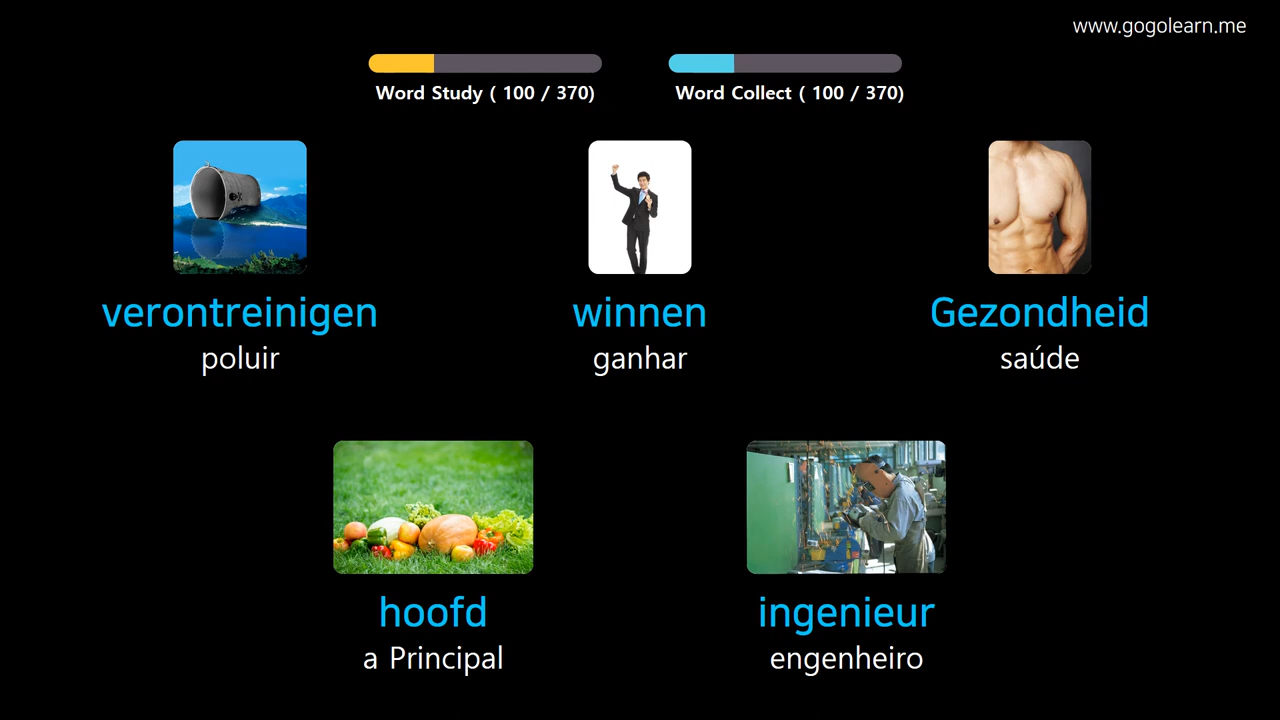 www.gogolearn.me
Word Study ( 100 / 370)
Word Collect ( 100 / 370)
verontreinigen
poluir
winnen
ganhar
Gezondheid
saúde
hoofd
a Principal
ingenieur
engenheiro